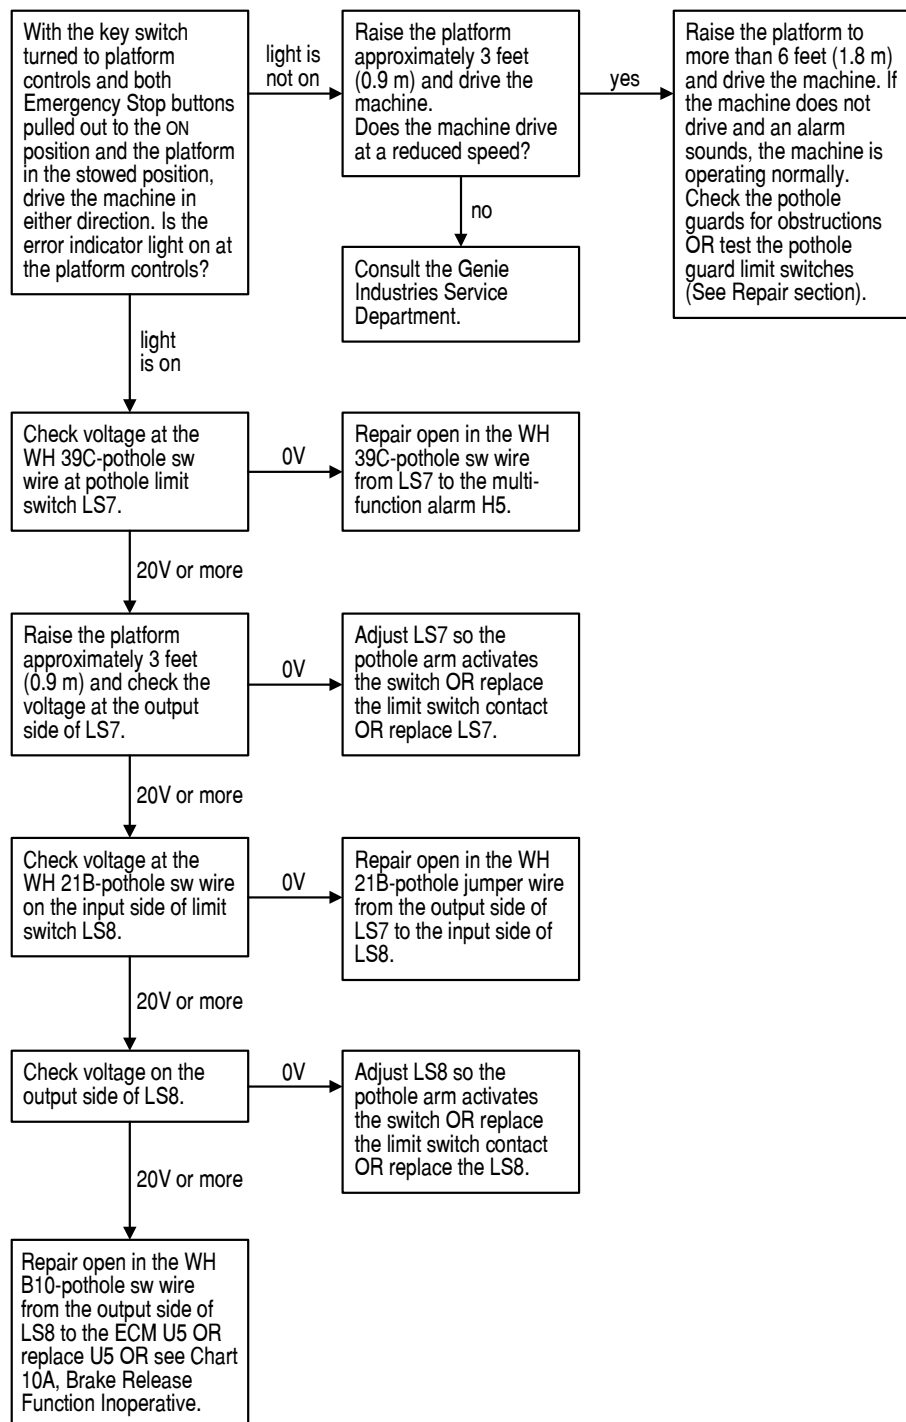 With the key switch
turned to platform
controls and both
Emergency Stop buttons
pulled out to the ON
position and the platform
in the stowed position,
drive the machine in
either direction. Is the
error indicator light on at
the platform controls?
light is
not on
Raise the platform
approximately 3 feet
(0.9 m) and drive the
machine.
Does the machine drive
at a reduced speed?
yes
Raise the platform to
more than 6 feet (1.8 m)
and drive the machine. If
the machine does not
drive and an alarm
sounds, the machine is
operating normally.
Check the pothole
guards for obstructions
OR test the pothole
guard limit switches
(See Repair section).
no
Consult the Genie
Industries Service
Department.
light
is on
Check voltage at the
WH 39C-pothole sw
wire at pothole limit
switch LS7.
0V
Repair open in the WH
39C-pothole sw wire
from LS7 to the multi-
function alarm H5.
20V or more
Raise the platform
approximately 3 feet
(0.9 m) and check the
voltage at the output
side of LS7.
0V
Adjust LS7 so the
pothole arm activates
the switch OR replace
the limit switch contact
OR replace LS7.
20V or more
Check voltage at the
WH 21B-pothole sw wire
on the input side of limit
switch LS8.
0V
Repair open in the WH
21B-pothole jumper wire
from the output side of
LS7 to the input side of
LS8.
20V or more
Check voltage on the
output side of LS8.
0V
Adjust LS8 so the
pothole arm activates
the switch OR replace
the limit switch contact
OR replace the LS8.
20V or more
Repair open in the WH
B10-pothole sw wire
from the output side of
LS8 to the ECM U5 OR
replace U5 OR see Chart
10A, Brake Release
Function Inoperative.